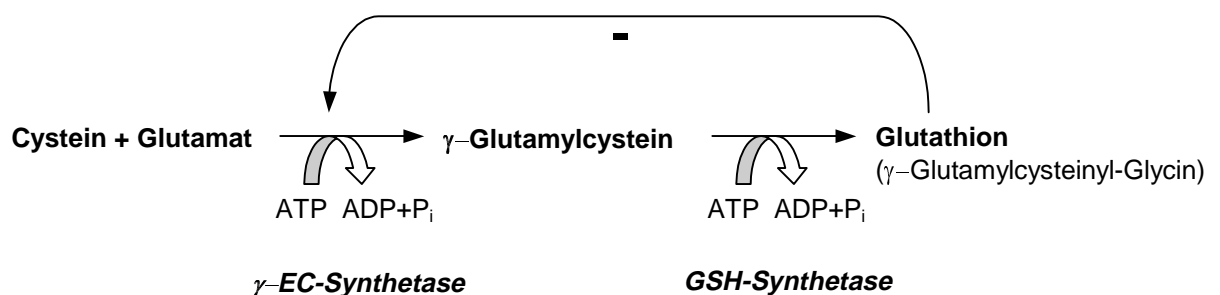 -
Cystein + Glutamat γ–Glutamylcystein Glutathion
(γ–Glutamylcysteinyl-Glycin)
ATP ADP+Pi ATP ADP+Pi
γ–EC-Synthetase GSH-Synthetase